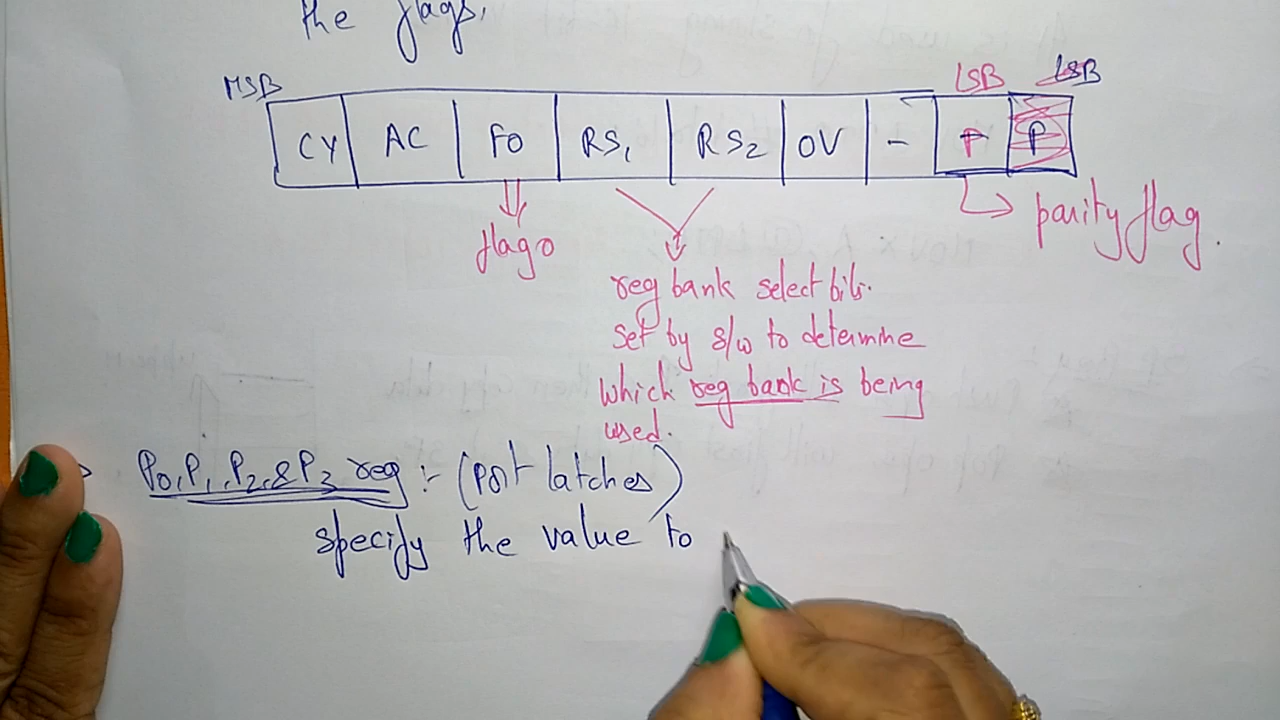 the flags,
MSB LSB LSB
CY AC FO RS1 RS2 OV - P P
flag 0
parity flag.
reg bank select bits.
set by s/w to determine
which reg bank is being
used.
P0, P1, P2, & P3 reg :- (port latches)
specify the value to